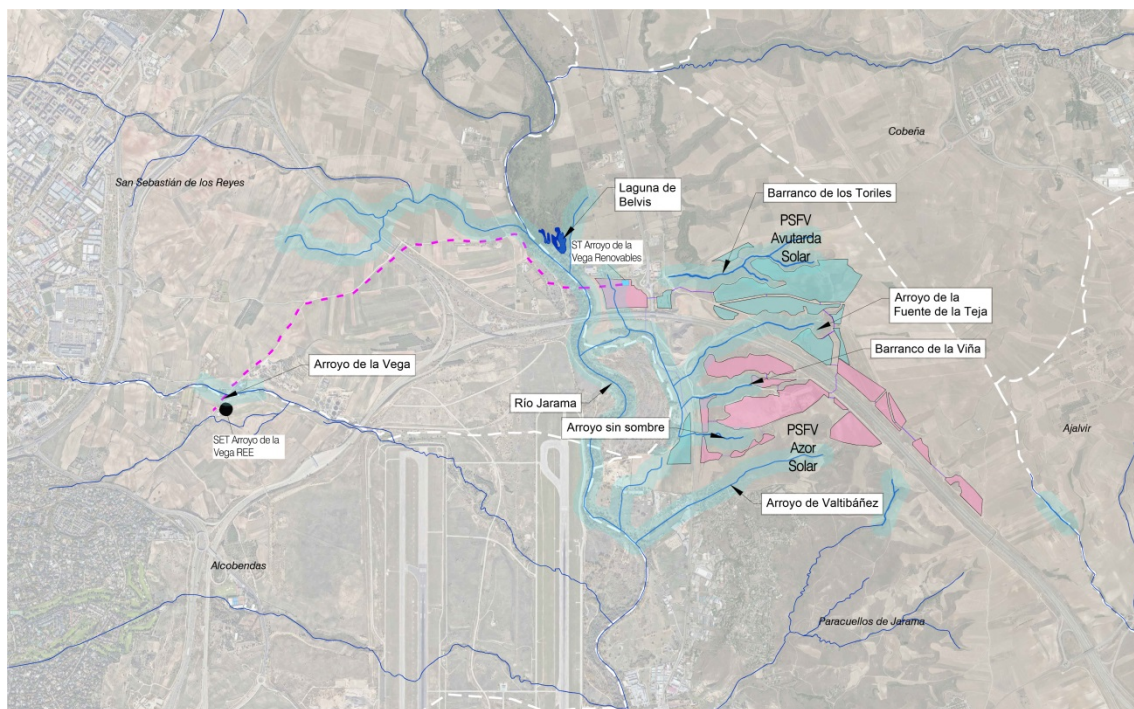 Cobeña
San Sebastián de los Reyes
Laguna de
Belvis
Barranco de los Toriles
PSFV
Avutarda
Solar
ST Arroyo de la
Vega Renovables
Arroyo de la
Fuente de la Teja
Barranco de la Viña
Arroyo de la Vega
Río Jarama
SET Arroyo de la
Vega REE
Arroyo sin sombre
PSFV
Azor
Solar
Ajalvir
Arroyo de Valtibáñez
Alcobendas
Paracuellos de Jarama